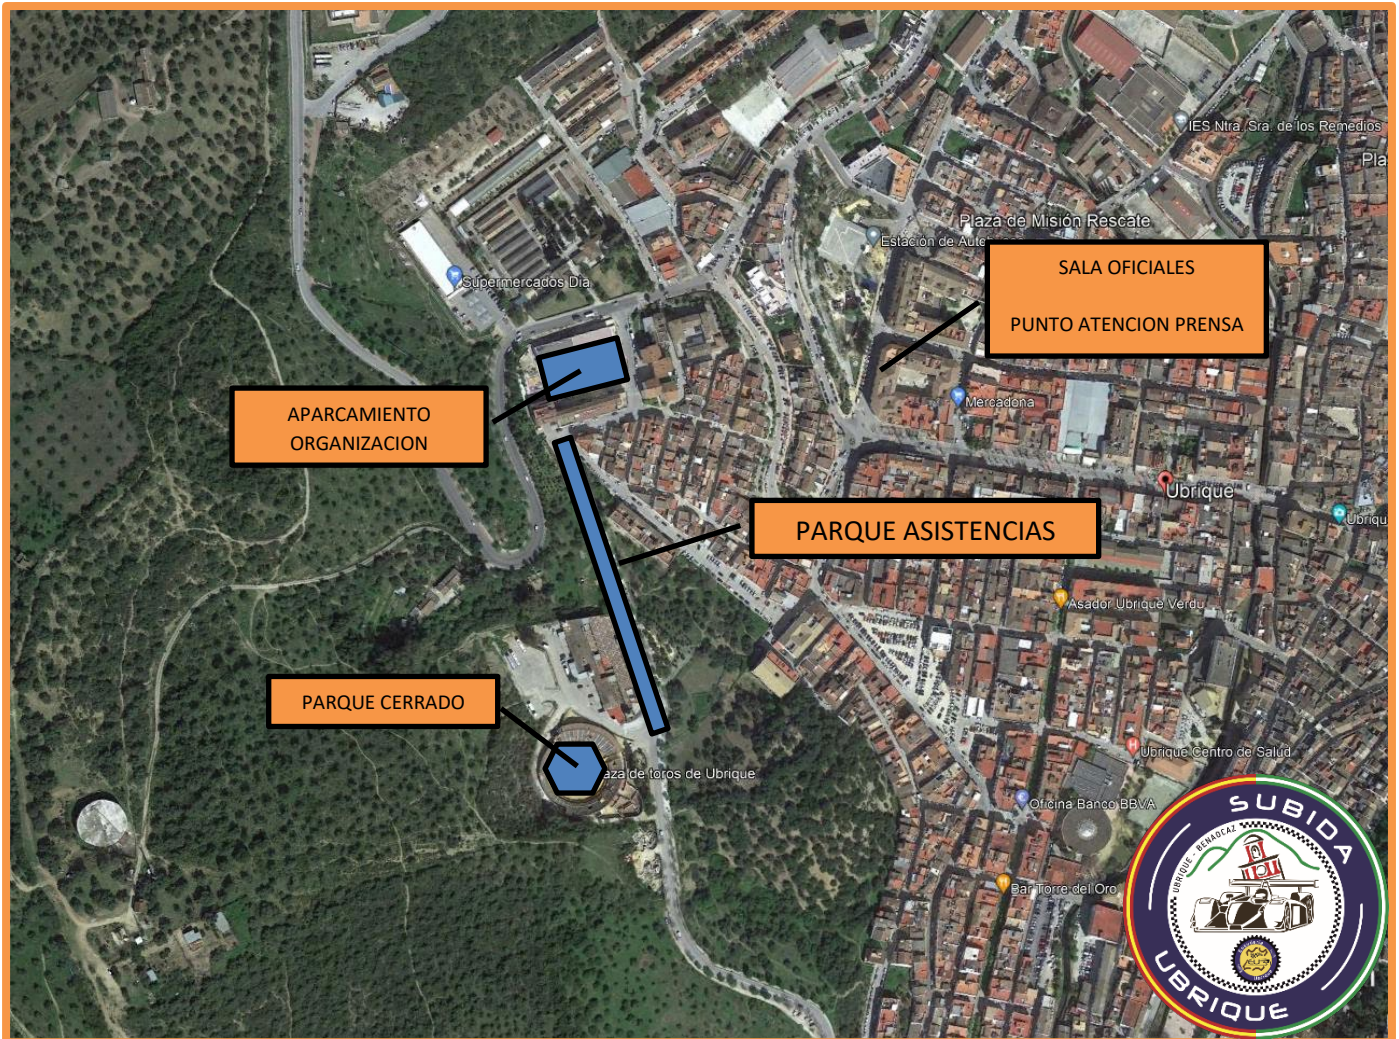 IES Ntra. Sra. de los Remedios
Pla
Plaza de Misión Rescate
Estación de Aute
SALA OFICIALES
PUNTO ATENCION PRENSA
Supermercados Dia
APARCAMIENTO
ORGANIZACION
Mercadona
Ubrique
Ubriqu
PARQUE ASISTENCIAS
Asador Ubrique Verdu
PARQUE CERRADO
aza de toros de Ubrique
Ubrique Centro de Salud
Oficina Banco BBVA
Bar Torre del Oro
SUBIDA
UBRIQUE - BENAOCAZ
UBRIQUE